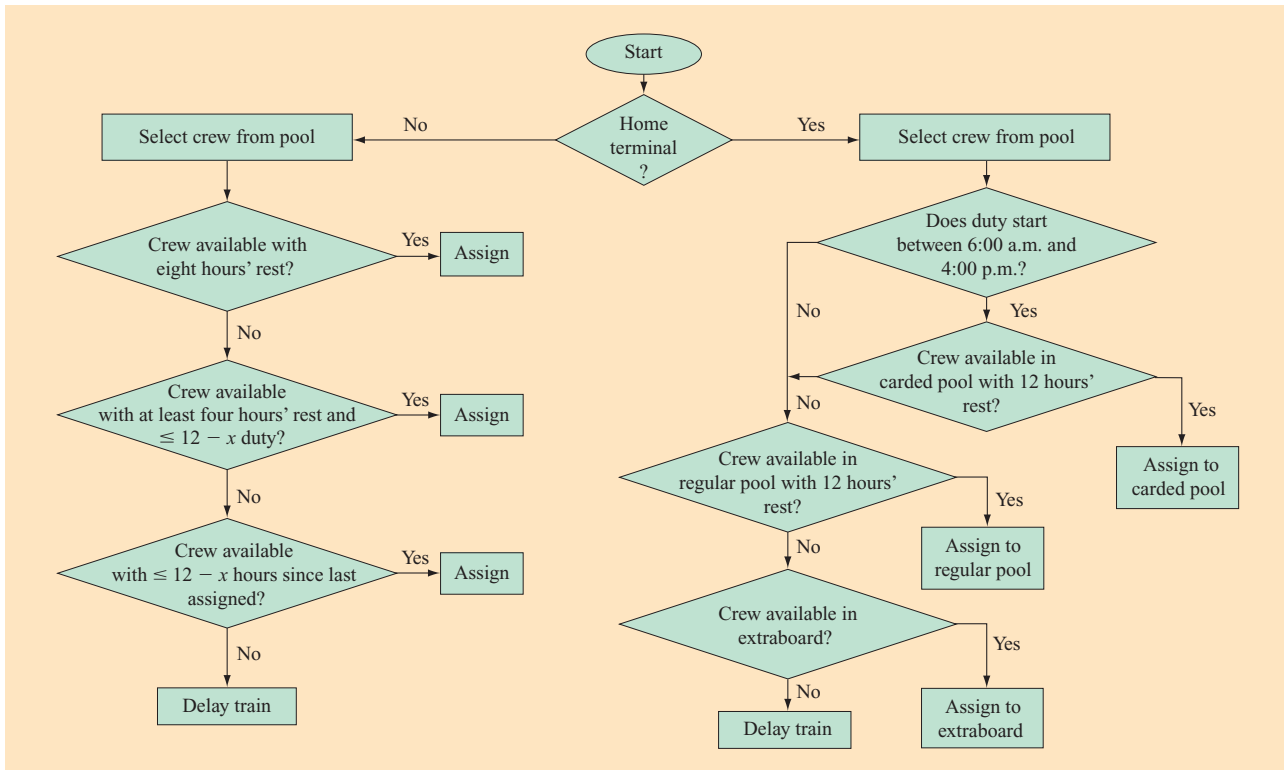 Start
Home
terminal
?
No
Yes
Select crew from pool
Crew available with
eight hours’ rest?
Yes
Assign
No
Crew available
with at least four hours’ rest and
≤ 12 − x duty?
Yes
Assign
No
Crew available
with ≤ 12 − x hours since last
assigned?
Yes
Assign
No
Delay train
Select crew from pool
Does duty start
between 6:00 a.m. and
4:00 p.m.?
No
Yes
Crew available in
carded pool with 12 hours’
rest?
No
Yes
Assign to
carded pool
Crew available in
regular pool with 12 hours’
rest?
Yes
Assign to
regular pool
No
Crew available in
extraboard?
Yes
Assign to
extraboard
No
Delay train